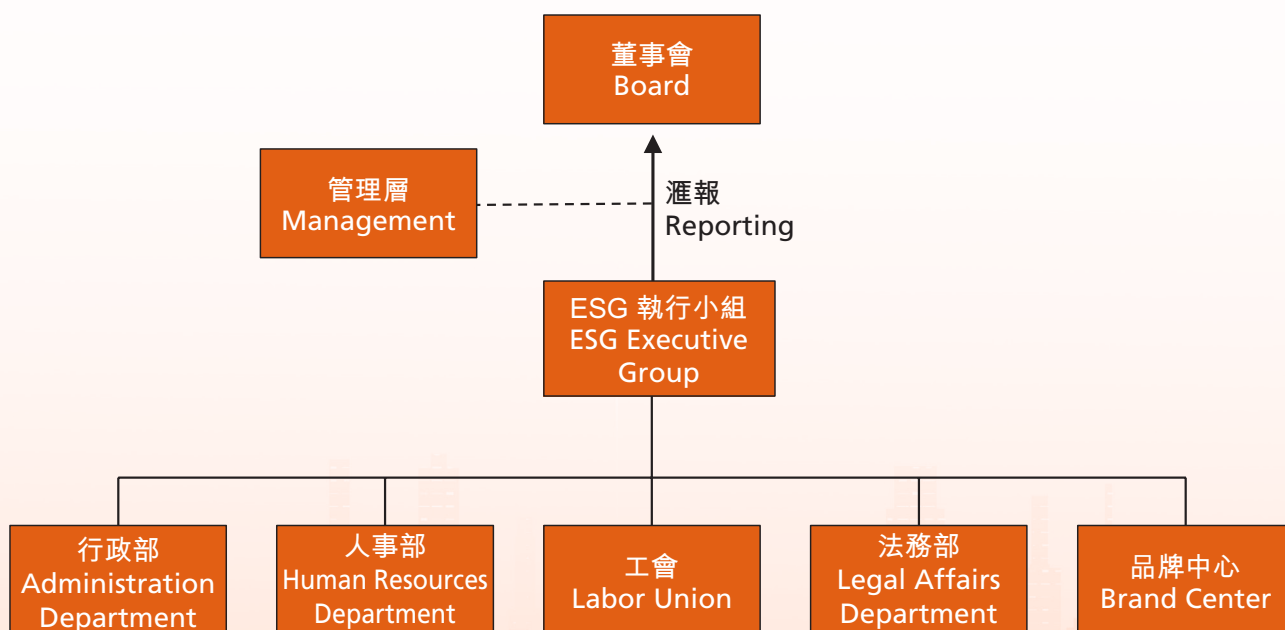 董事會
Board
管理層
Management
滙報
Reporting
ESG 執行小組
ESG Executive
Group
行政部
Administration
Department
人事部
Human Resources
Department
工會
Labor Union
法務部
Legal Affairs
Department
品牌中心
Brand Center